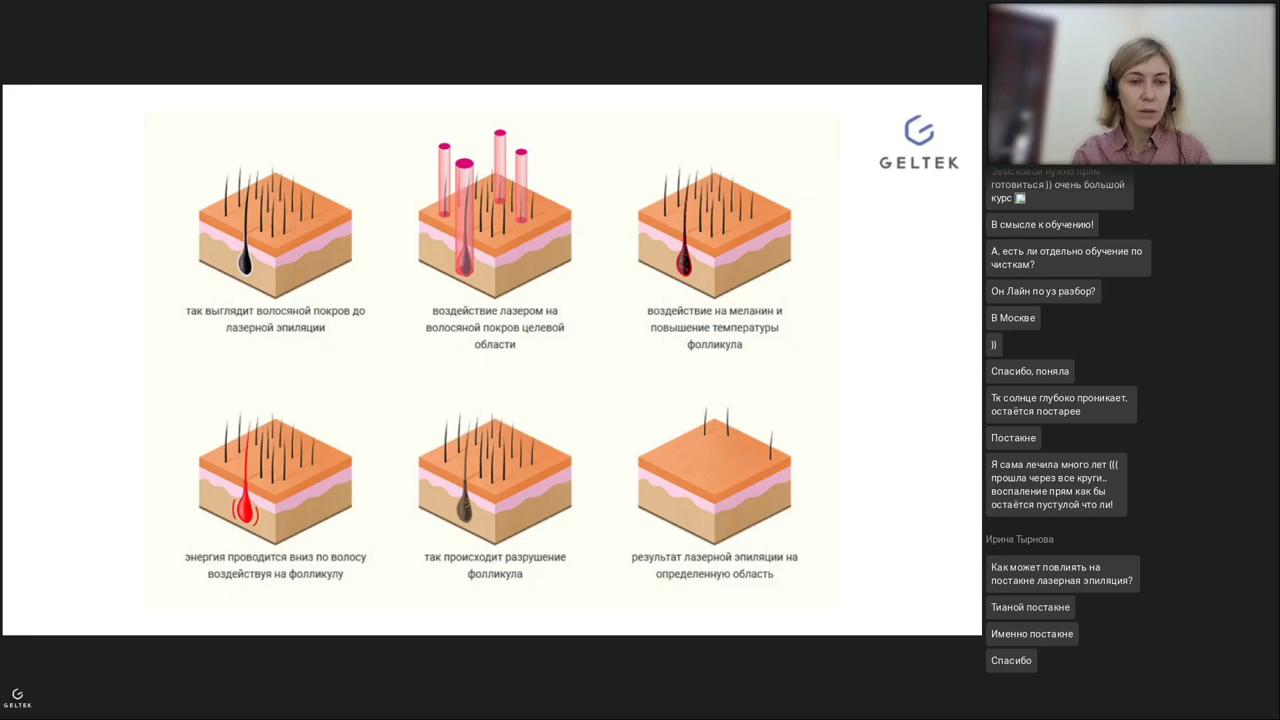 GELTEK
так выглядит волосяной покров до
лазерной эпиляции
воздействие лазером на
волосяной покров целевой
области
воздействие на меланин и
повышение температуры
фолликула
энергия проводится вниз по волосу
воздействуя на фолликулу
так происходит разрушение
фолликула
результат лазерной эпиляции на
определенную область
Земсковой нужно прям
готовиться )) очень большой
курс
В смысле к обучению!
А, есть ли отдельно обучение по
чисткам?
Он Лайн по уз разбор?
В Москве
))
Спасибо, поняла
Тк солнце глубоко проникает,
остаётся постарее
Постакне
Я сама лечила много лет (((
прошла через все круги..
воспаление прям как бы
остаётся пустулой что ли!
Ирина Тырнова
Как может повлиять на
постакне лазерная эпиляция?
Тианой постакне
Именно постакне
Спасибо
GELTEK